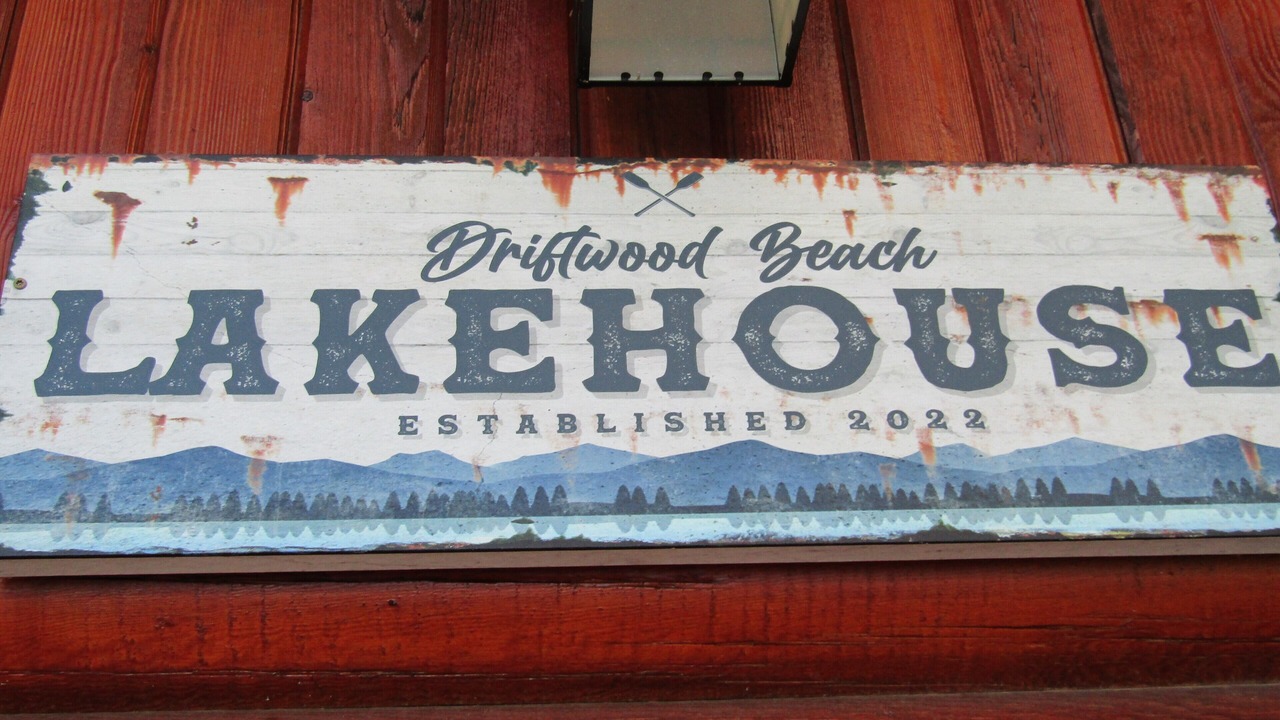 Driftwood Beach
LAKEHOUSE
ESTABLISHED 2022